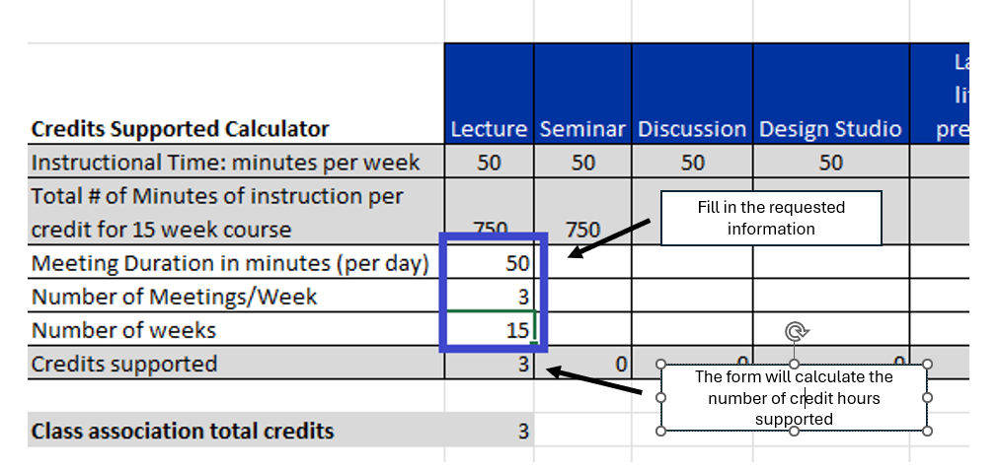 La
li
Credits Supported Calculator Lecture Seminar Discussion Design Studio pre
Instructional Time: minutes per week 50 50 50 50
Total # of Minutes of instruction per
credit for 15 week course 750 750
Fill in the requested
information
Meeting Duration in minutes (per day) 50
Number of Meetings/Week 3
Number of weeks 15
Credits supported 3 0 0 0
The form will calculate the
number of credit hours
supported
Class association total credits 3